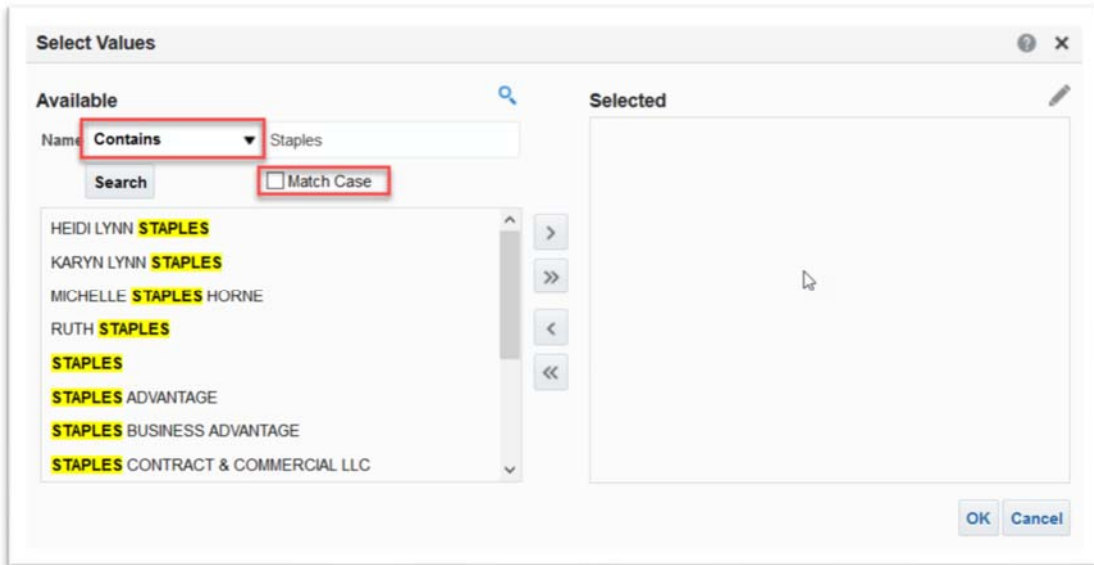 Select Values
Available
Selected
Name Contains Staples
Search Match Case
HEIDI LYNN STAPLES
KARYN LYNN STAPLES
MICHELLE STAPLES HORNE
RUTH STAPLES
STAPLES
STAPLES ADVANTAGE
STAPLES BUSINESS ADVANTAGE
STAPLES CONTRACT & COMMERCIAL LLC
OK Cancel